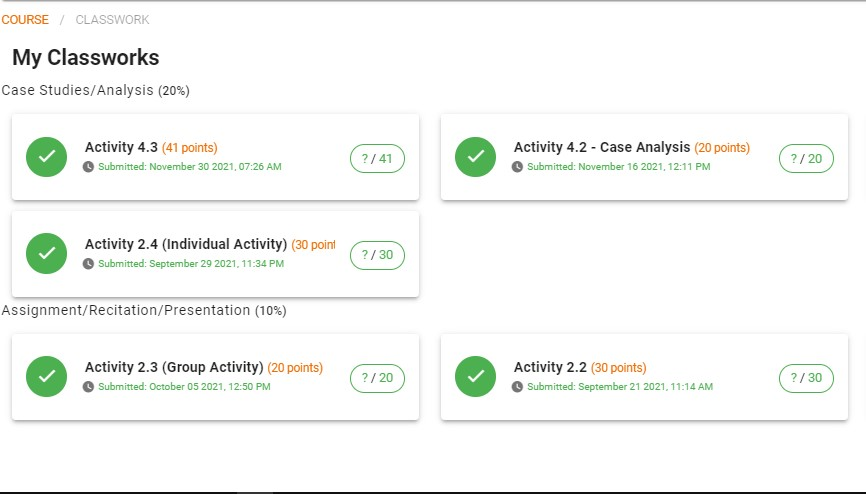 COURSE / CLASSWORK
My Classworks
Case Studies/Analysis (20%)
Activity 4.3 (41 points)
Submitted: November 30 2021, 07:26 AM
? / 41
Activity 4.2 - Case Analysis (20 points)
Submitted: November 16 2021, 12:11 PM
? / 20
Activity 2.4 (Individual Activity) (30 point
Submitted: September 29 2021, 11:34 PM
? / 30
Assignment/Recitation/Presentation (10%)
Activity 2.3 (Group Activity) (20 points)
Submitted: October 05 2021, 12:50 PM
? / 20
Activity 2.2 (30 points)
Submitted: September 21 2021, 11:14 AM
? / 30